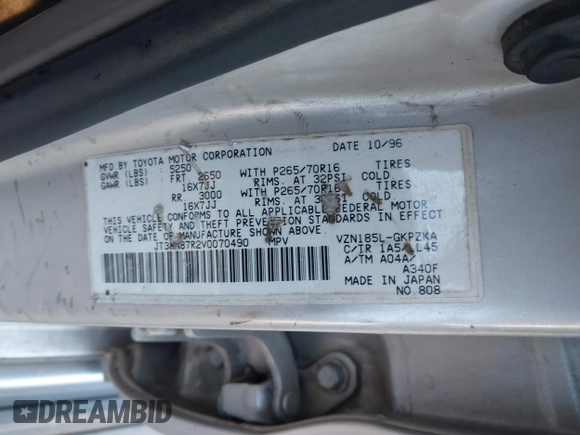 MFD BY TOYOTA MOTOR CORPORATION DATE 10/96
GVWR (LBS) 5250
GAWR (LBS) FRT 2650 WITH P265/70R16 TIRES
16X7JJ RIMS. AT 32PSI COLD
RR 3000 WITH P265/70R16 TIRES
16X7JJ RIMS. AT COLD
THIS VEHICLE CONFORMS TO ALL APPLICABLE FEDERAL MOTOR
VEHICLE SAFETY AND THEFT PREVENTION STANDARDS IN EFFECT
ON THE DATE OF MANUFACTURE SHOWN ABOVE.
MPV VZN185L-GKPZKA
C/TR L45
A/TM A04A/
A340F
MADE IN JAPAN
NO.808
DREAMBID